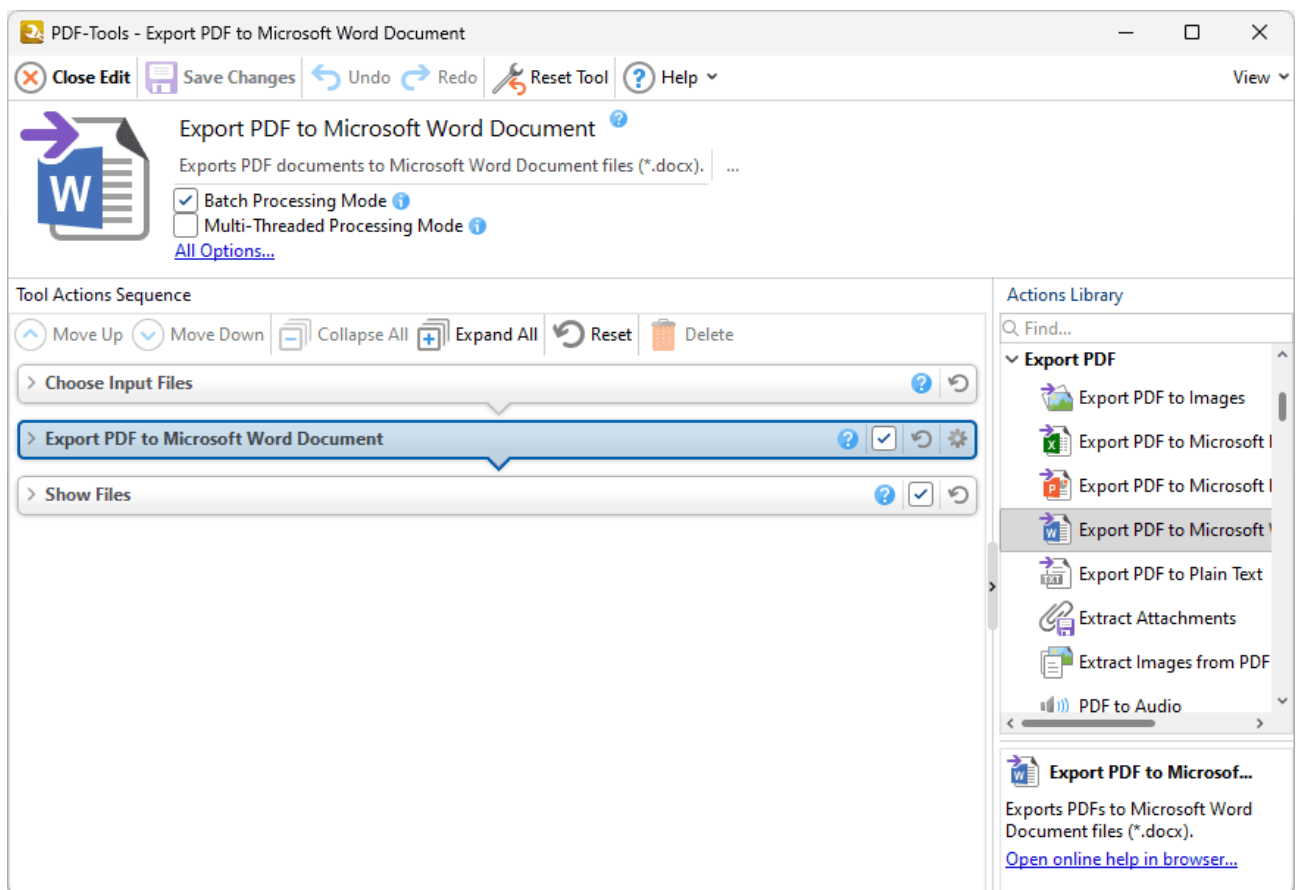 PDF-Tools - Export PDF to Microsoft Word Document
Close Edit Save Changes Undo Redo Reset Tool Help View
Export PDF to Microsoft Word Document
Exports PDF documents to Microsoft Word Document files (*.docx). ...
Batch Processing Mode
Multi-Threaded Processing Mode
All Options...
Tool Actions Sequence
Move Up Move Down Collapse All Expand All Reset Delete
Choose Input Files
Export PDF to Microsoft Word Document
Show Files
Actions Library
Find...
Export PDF
Export PDF to Images
Export PDF to Microsoft
Export PDF to Microsoft
Export PDF to Microsoft
Export PDF to Plain Text
Extract Attachments
Extract Images from PDF
PDF to Audio
Export PDF to Microsof...
Exports PDFs to Microsoft Word
Document files (*.docx).
Open online help in browser...